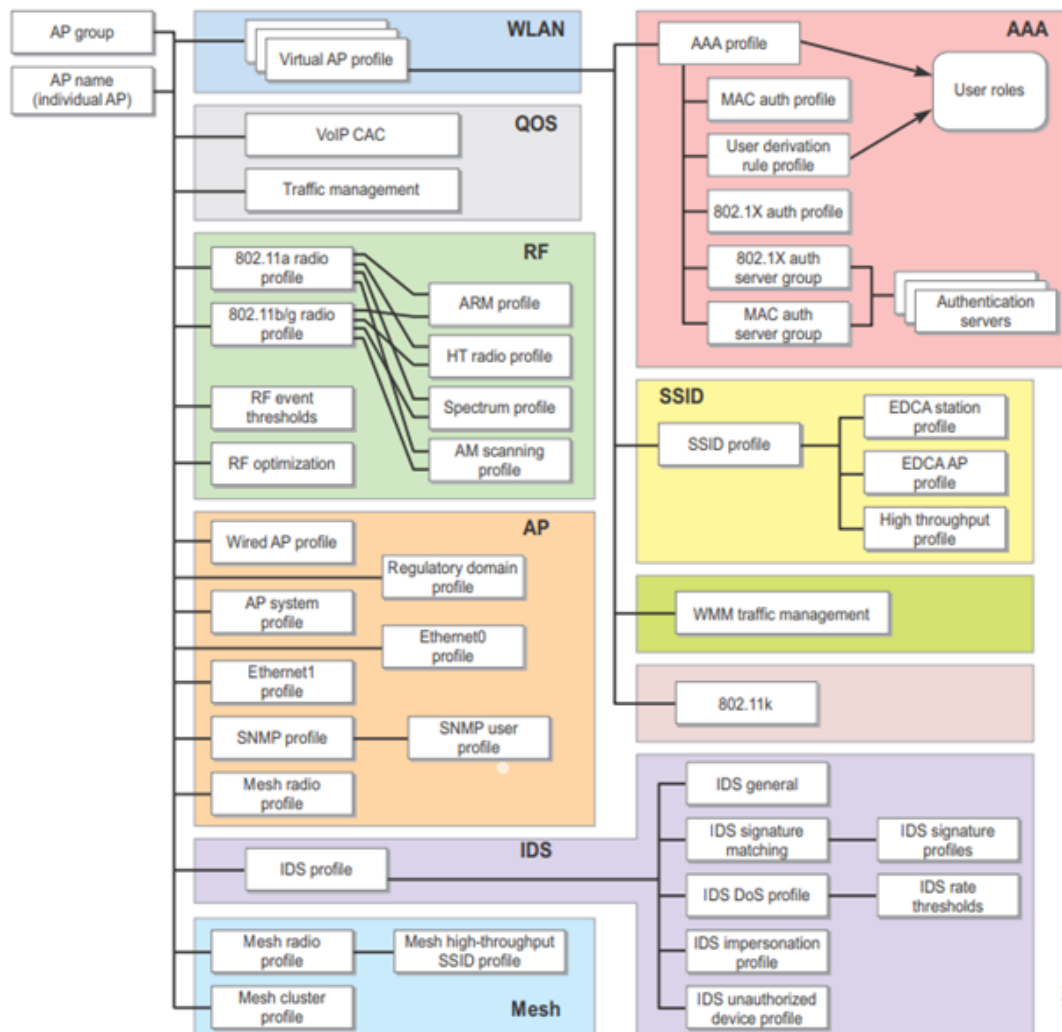 AP group
AP name
(individual AP)
WLAN
Virtual AP profile
QOS
VoIP CAC
Traffic management
RF
802.11a radio
profile
802.11b/g radio
profile
RF event
thresholds
RF optimization
ARM profile
HT radio profile
Spectrum profile
AM scanning
profile
AP
Wired AP profile
Regulatory domain
profile
AP system
profile
Ethernet0
profile
Ethernet1
profile
SNMP profile
SNMP user
profile
Mesh radio
profile
IDS
IDS profile
Mesh radio
profile
Mesh high-throughput
SSID profile
Mesh cluster
profile
Mesh
AAA
AAA profile
User roles
MAC auth profile
User derivation
rule profile
802.1X auth profile
802.1X auth
server group
MAC auth
server group
Authentication
servers
SSID
SSID profile
EDCA station
profile
EDCA AP
profile
High throughput
profile
WMM traffic management
802.11k
IDS general
IDS signature
matching
IDS signature
profiles
IDS DoS profile
IDS rate
thresholds
IDS impersonation
profile
IDS unauthorized
device profile